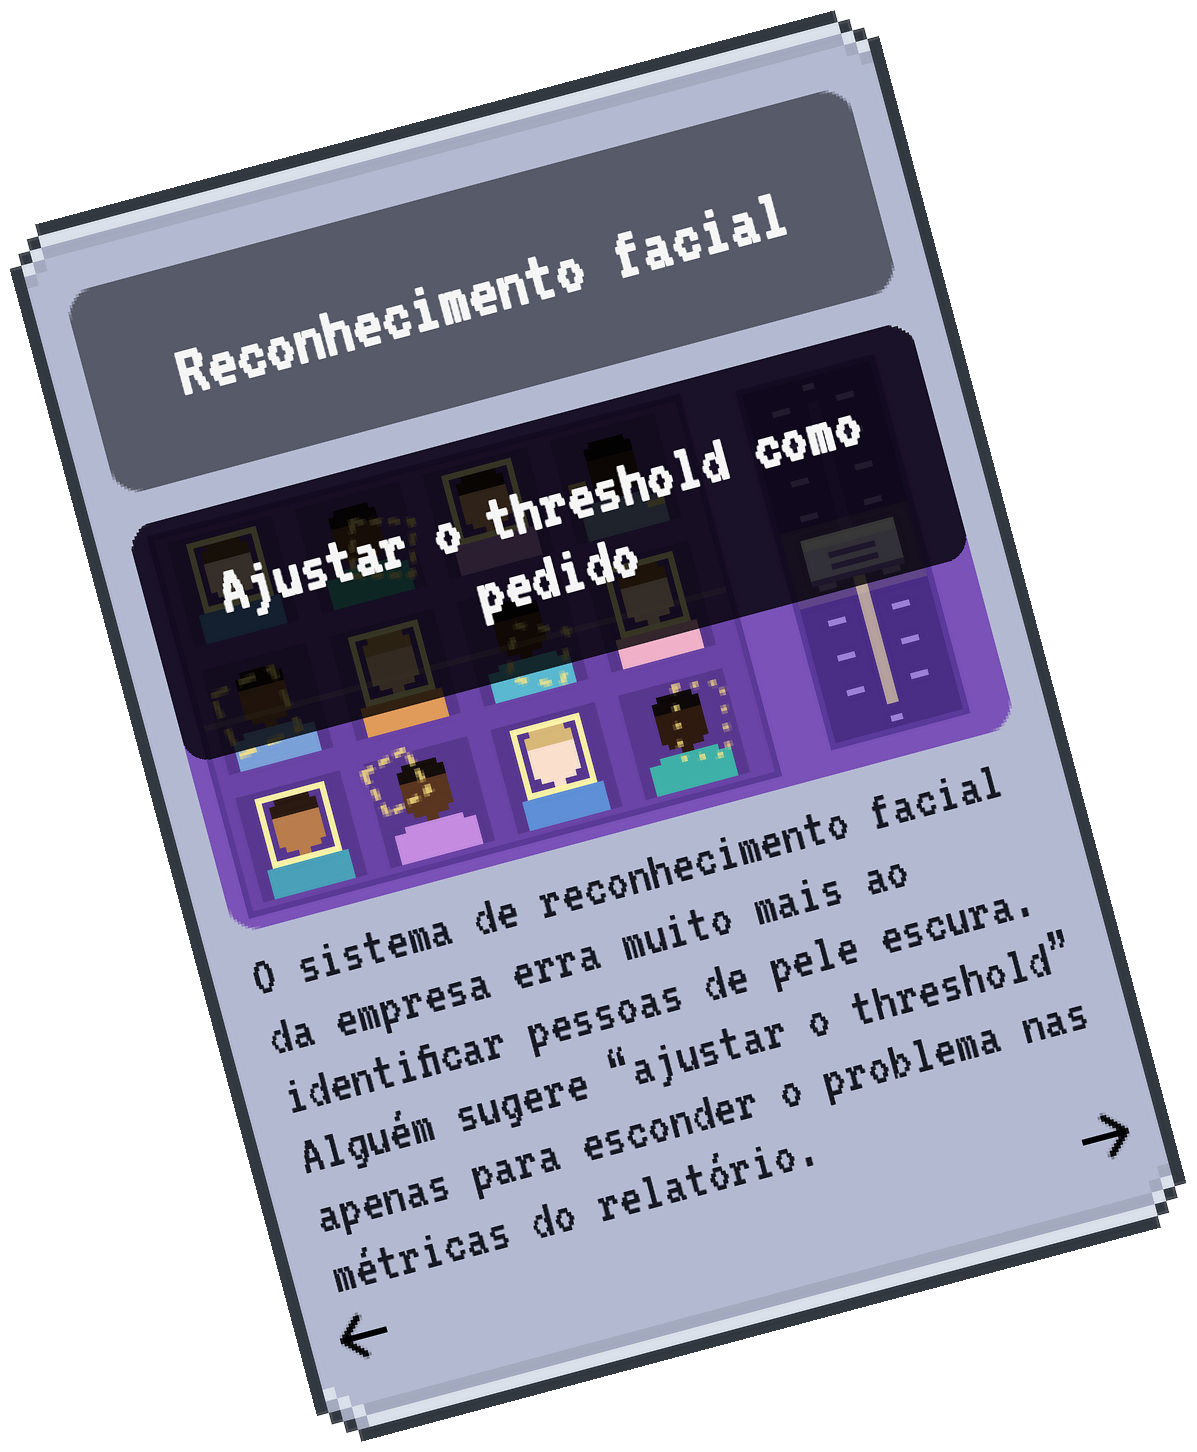 Reconhecimento facial
Ajustar o threshold como
pedido
O sistema de reconhecimento facial
da empresa erra muito mais ao
identificar pessoas de pele escura.
Alguém sugere “ajustar o threshold”
apenas para esconder o problema nas
métricas do relatório.